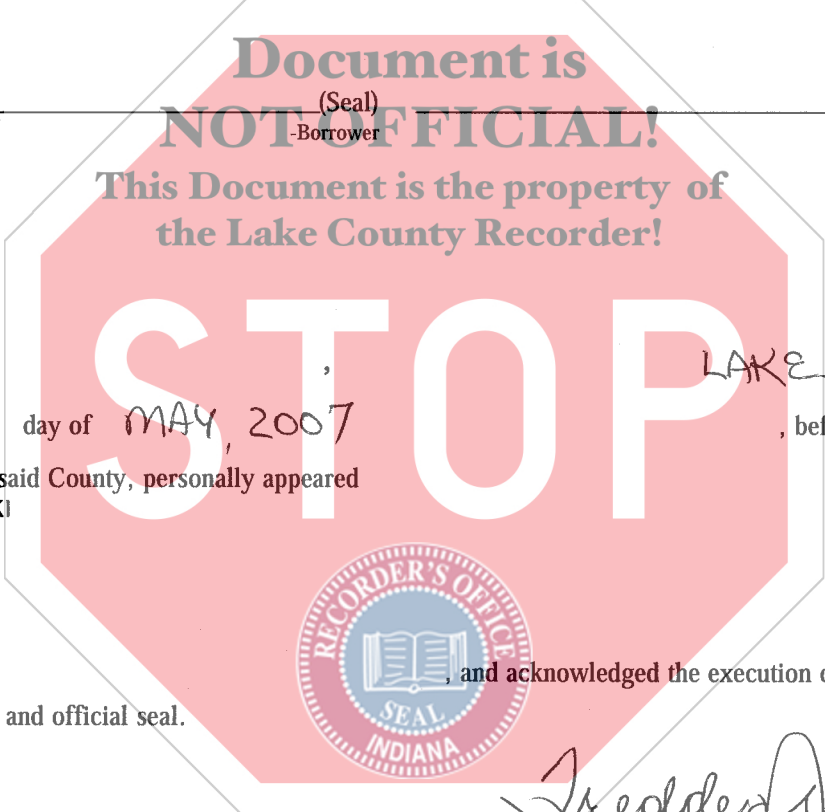 Document is
(Seal)
NOT OFFICIAL!
-Borrower
This Document is the property of
the Lake County Recorder!
STOP
, LAKE
day of MAY, 2007 , bef
said County, personally appeared
KI
RECORDER'S OFFICE
, and acknowledged the execution
SEAL
and official seal.
INDIANA